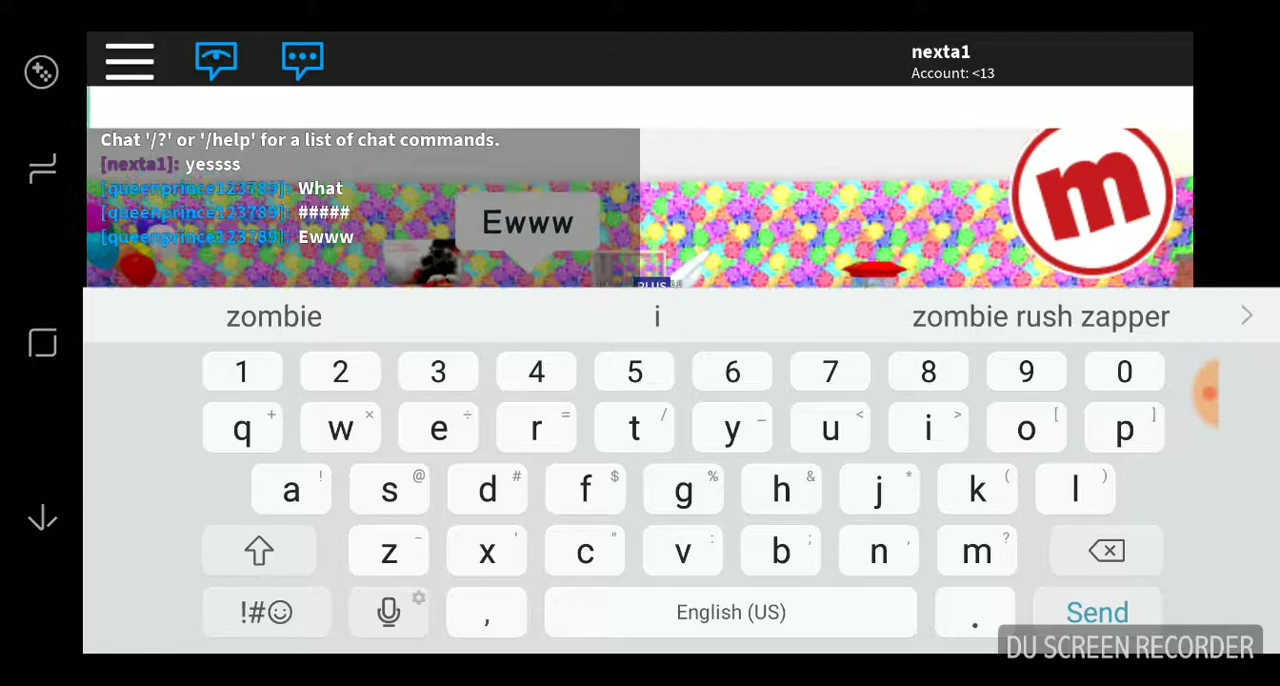 nexta1
Account: <13
Chat '/?' or '/help' for a list of chat commands.
[nexta1]: yessss
[queenprince123789]: What
[queenprince123789]: #####
[queenprince123789]: Ewww
Ewww
m
PLUS
zombie i zombie rush zapper
1 2 3 4 5 6 7 8 9 0
q + w × e ÷ r = t / y _ u < i > o [ p ]
a ! s @ d # f $ g % h & j * k ( l )
z - x ' c " v : b ; n , m ?
!#☺ , English (US) . Send
DU SCREEN RECORDER